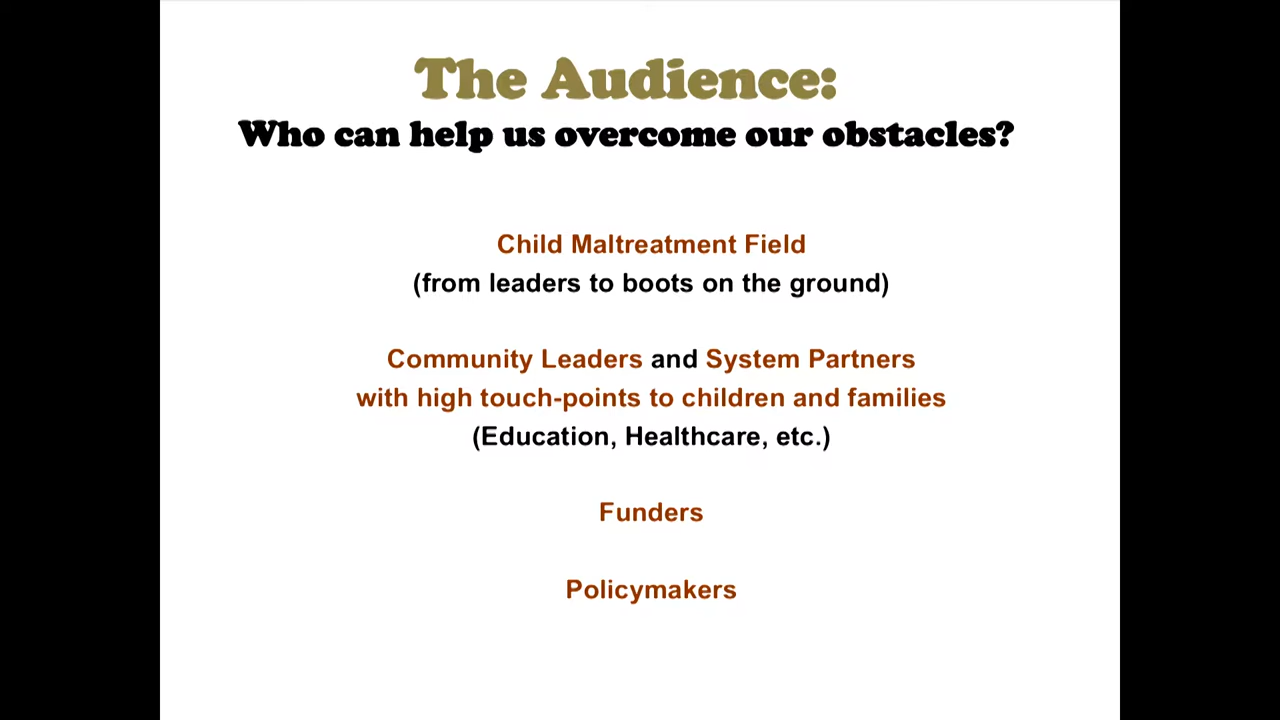 The Audience:
Who can help us overcome our obstacles?
Child Maltreatment Field
(from leaders to boots on the ground)
Community Leaders and System Partners
with high touch-points to children and families
(Education, Healthcare, etc.)
Funders
Policymakers